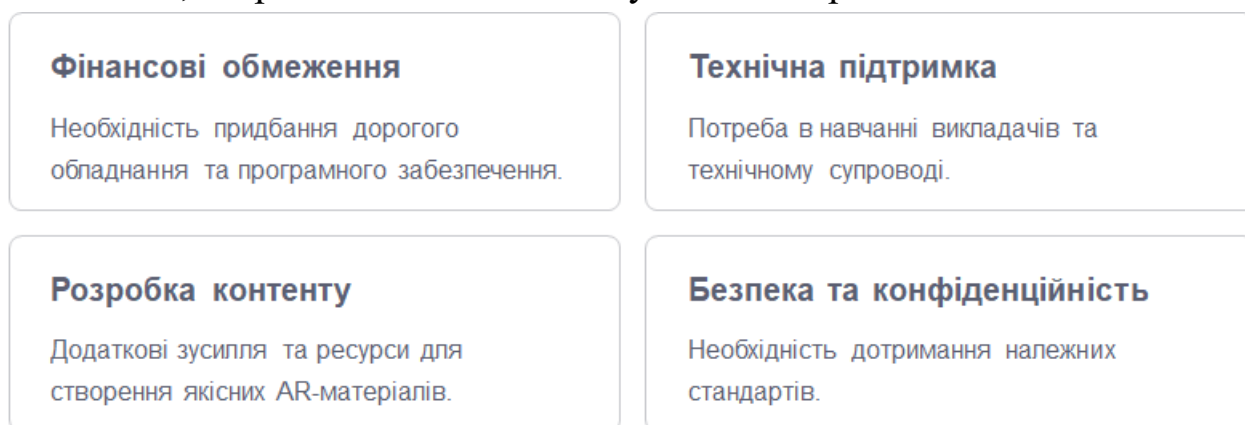 Фінансові обмеження
Необхідність придбання дорогого
обладнання та програмного забезпечення.
Технічна підтримка
Потреба в навчанні викладачів та
технічному супроводі.
Розробка контенту
Додаткові зусилля та ресурси для
створення якісних AR-матеріалів.
Безпека та конфіденційність
Необхідність дотримання належних
стандартів.